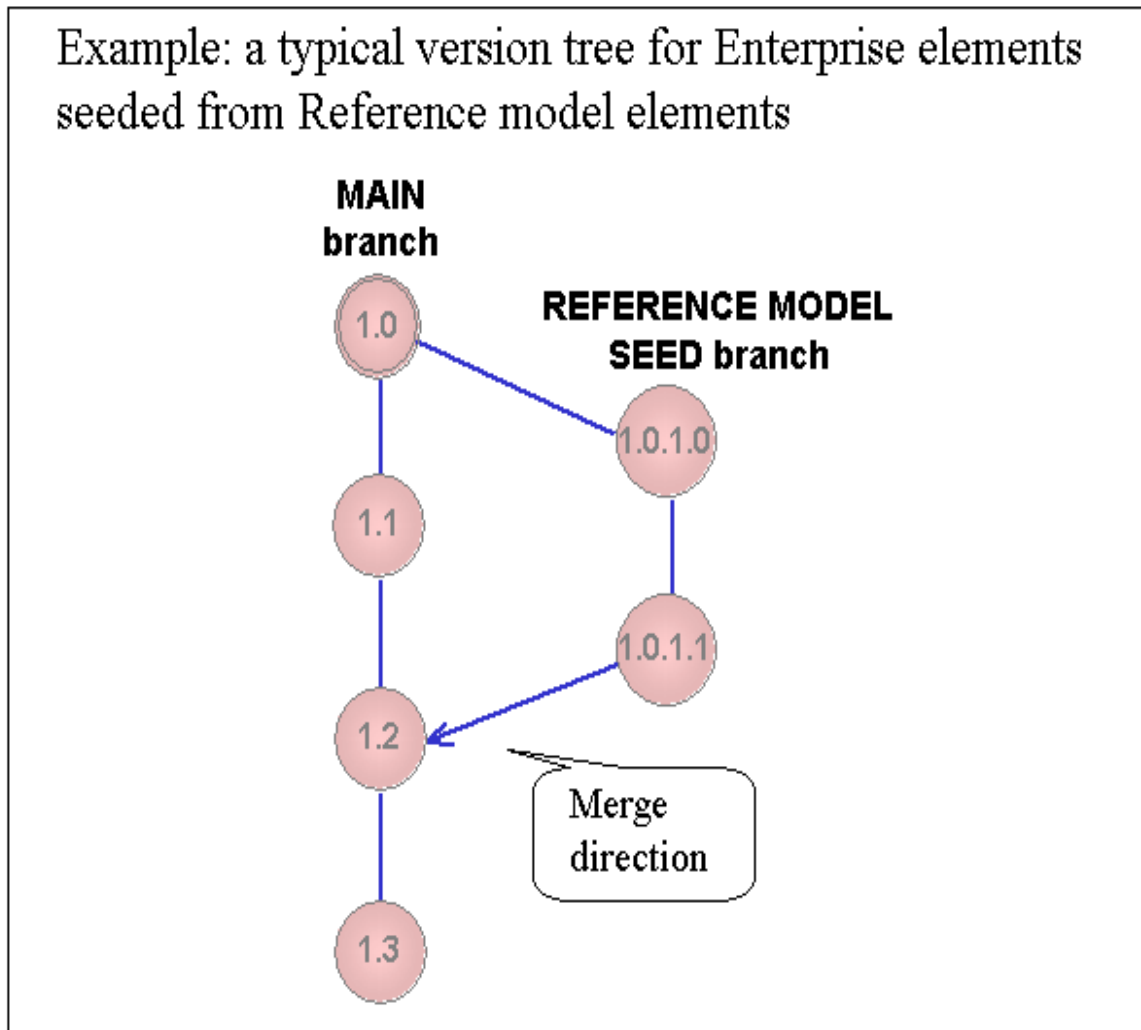 Example: a typical version tree for Enterprise elements
seeded from Reference model elements
MAIN
branch
1.0
REFERENCE MODEL
SEED branch
1.0.1.0
1.1
1.0.1.1
1.2
Merge
direction
1.3